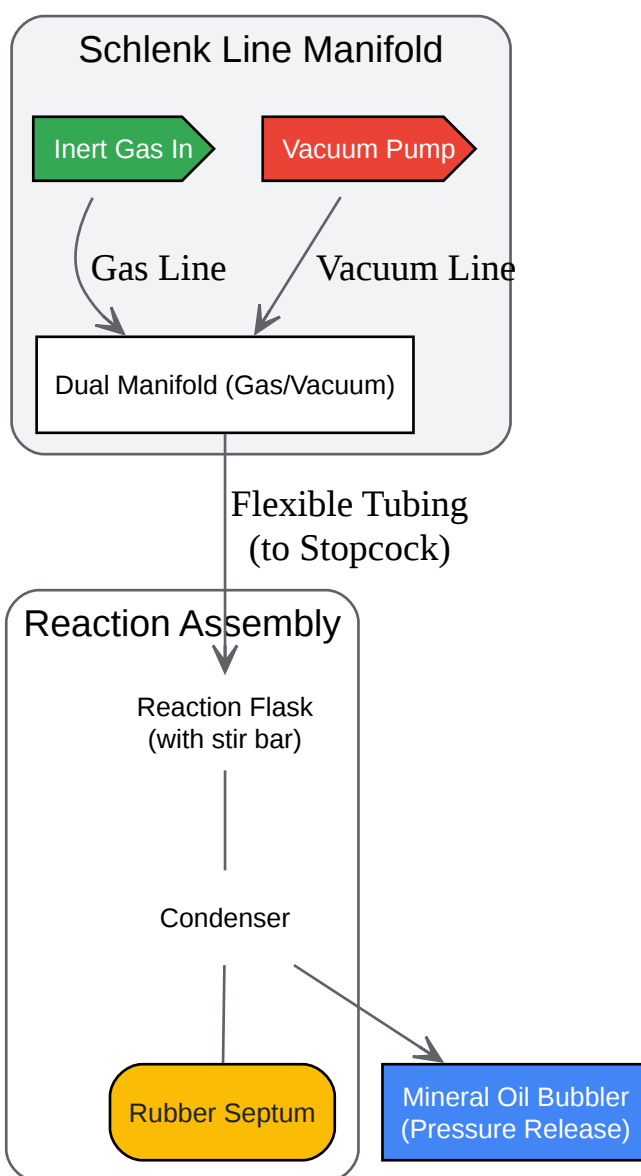 Schlenk Line Manifold
Inert Gas In
Vacuum Pump
Gas Line
Vacuum Line
Dual Manifold (Gas/Vacuum)
Flexible Tubing
(to Stopcock)
Reaction Assembly
Reaction Flask
(with stir bar)
Condenser
Rubber Septum
Mineral Oil Bubbler
(Pressure Release)